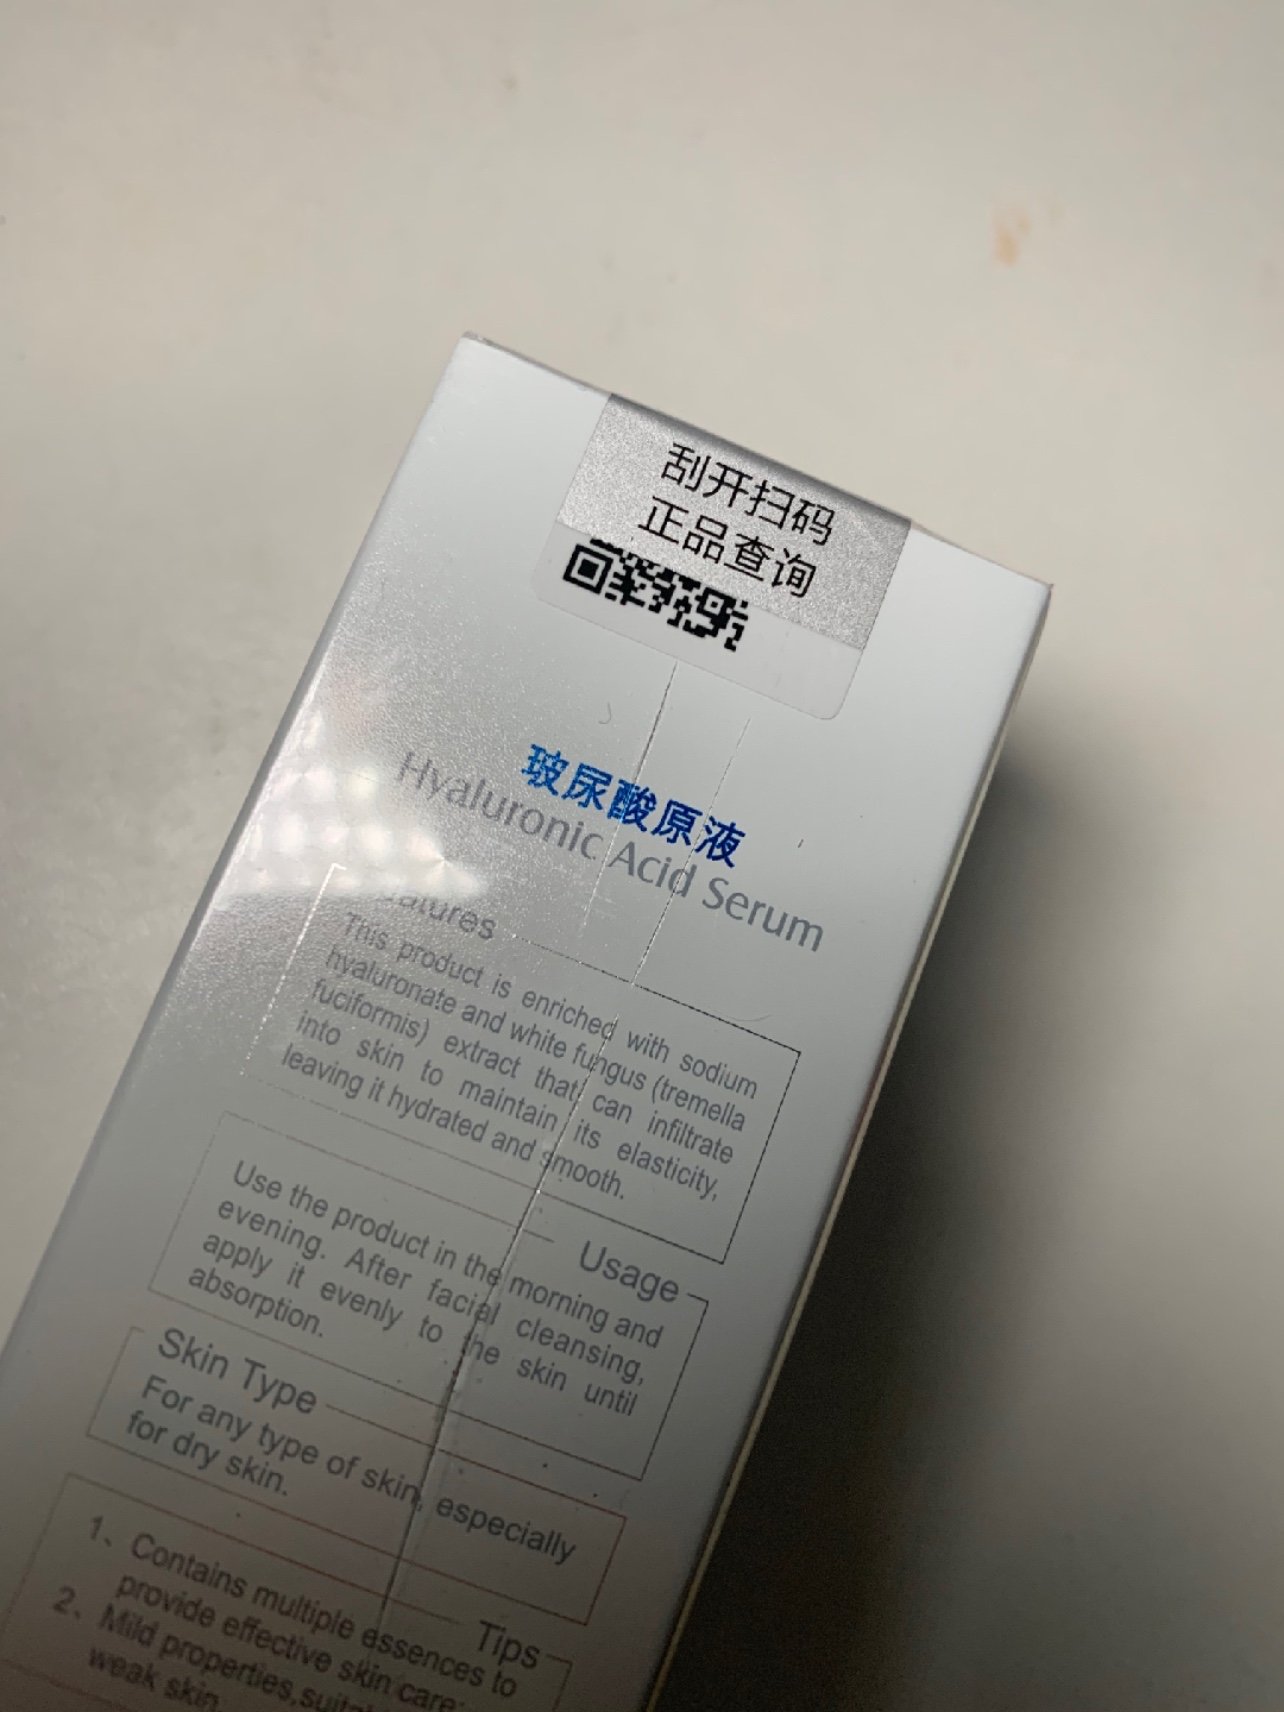 刮开扫码
正品查询
玻尿酸原液
Hyaluronic Acid Serum
This product is enriched with sodium
hyaluronate and white fungus (tremella
fuciformis) extract that can infiltrate
into skin to maintain its elasticity,
leaving it hydrated and smooth.
Usage
Use the product in the morning and
evening. After facial cleansing,
apply it evenly to the skin until
absorption.
Skin Type
For any type of skin, especially
for dry skin.
Tips
1、Contains multiple essences to
provide effective skin care;
2、Mild properties,
weak skin